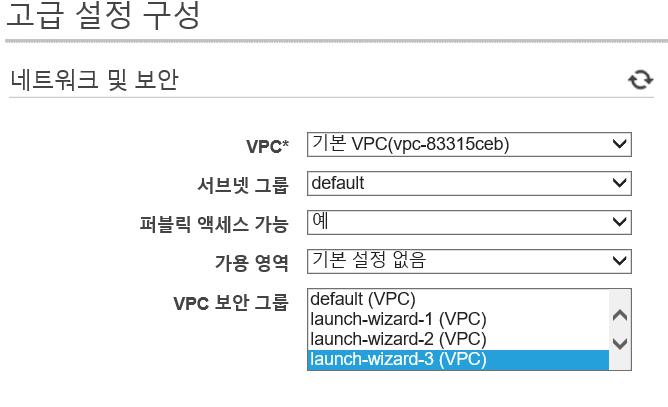 고급 설정 구성
네트워크 및 보안
VPC* 기본 VPC(vpc-83315ceb)
서브넷 그룹 default
퍼블릭 액세스 가능 예
가용 영역 기본 설정 없음
VPC 보안 그룹 default (VPC)
launch-wizard-1 (VPC)
launch-wizard-2 (VPC)
launch-wizard-3 (VPC)